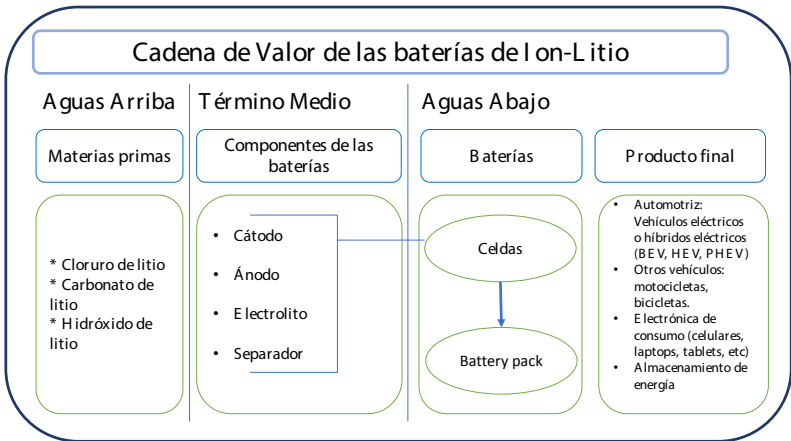 Cadena de Valor de las baterías de Ion-Litio
Aguas Arriba
Término Medio
Aguas Abajo
Materias primas
Componentes de las
baterías
Baterías
Producto final
* Cloruro de litio
* Carbonato de
litio
* Hidróxido de
litio
• Cátodo
• Ánodo
• Electrolito
• Separador
Celdas
Battery pack
• Automotriz:
Vehículos eléctricos
o híbridos eléctricos
(BEV, HEV, PHEV)
• Otros vehículos:
motocicletas,
bicicletas.
• Electrónica de
consumo (celulares,
laptops, tablets, etc)
• Almacenamiento de
energía